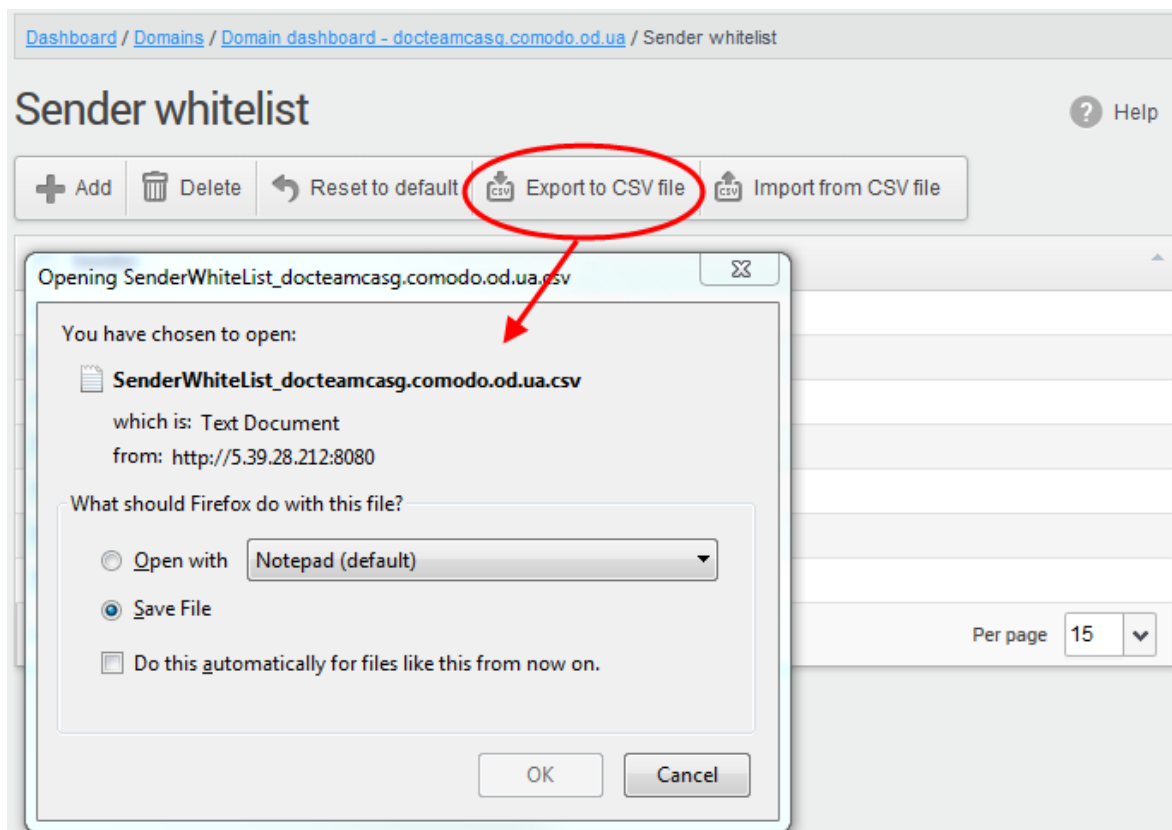 Dashboard / Domains / Domain dashboard - docteamcasg.comodo.od.ua / Sender whitelist
Sender whitelist
? Help
Add Delete Reset to default CSV Export to CSV file CSV Import from CSV file
Opening SenderWhiteList_docteamcasg.comodo.od.ua.csv
You have chosen to open:
SenderWhiteList_docteamcasg.comodo.od.ua.csv
which is: Text Document
from: http://5.39.28.212:8080
What should Firefox do with this file?
Open with Notepad (default)
Save File
Do this automatically for files like this from now on.
Per page 15
OK Cancel